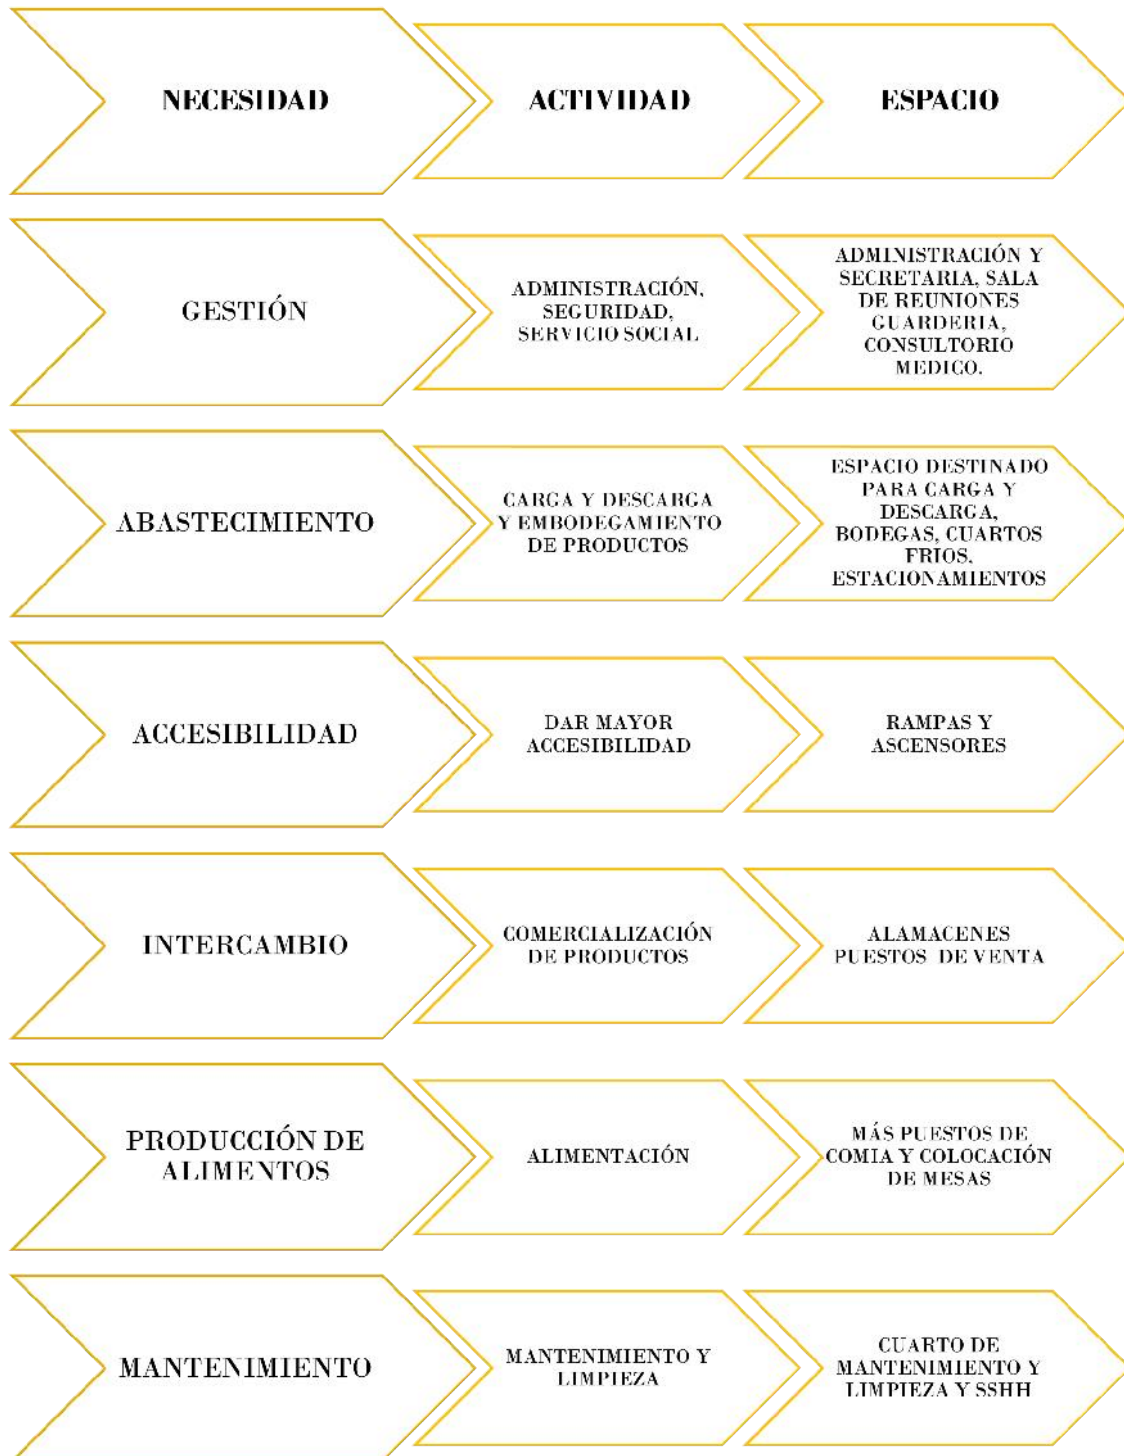 NECESIDAD
ACTIVIDAD
ESPACIO
GESTIÓN
ADMINISTRACIÓN,
SEGURIDAD,
SERVICIO SOCIAL
ADMINISTRACIÓN Y
SECRETARIA, SALA
DE REUNIONES
GUARDERIA,
CONSULTORIO
MEDICO.
ABASTECIMIENTO
CARGA Y DESCARGA
Y EMBODEGAMIENTO
DE PRODUCTOS
ESPACIO DESTINADO
PARA CARGA Y
DESCARGA,
BODEGAS, CUARTOS
FRIOS,
ESTACIONAMIENTOS
ACCESIBILIDAD
DAR MAYOR
ACCESIBILIDAD
RAMPAS Y
ASCENSORES
INTERCAMBIO
COMERCIALIZACIÓN
DE PRODUCTOS
ALAMACENES
PUESTOS DE VENTA
PRODUCCIÓN DE
ALIMENTOS
ALIMENTACIÓN
MÁS PUESTOS DE
COMIA Y COLOCACIÓN
DE MESAS
MANTENIMIENTO
MANTENIMIENTO Y
LIMPIEZA
CUARTO DE
MANTENIMIENTO Y
LIMPIEZA Y SSHH